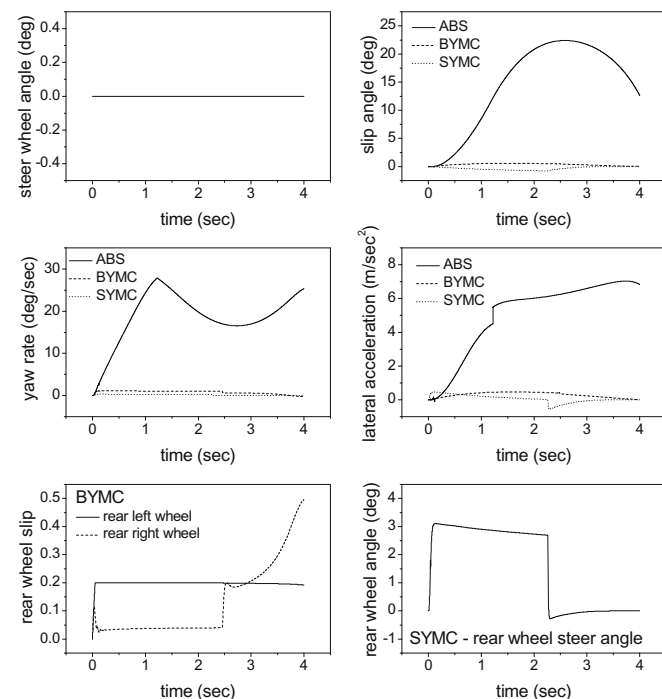 steer wheel angle (deg)
0.4
0.2
0.0
-0.2
-0.4
0 1 2 3 4
time (sec)
slip angle (deg)
25
20
15
10
5
0
ABS
BYMC
SYMC
0 1 2 3 4
time (sec)
yaw rate (deg/sec)
30
20
10
0
ABS
BYMC
SYMC
0 1 2 3 4
time (sec)
lateral acceleration (m/sec²)
8
6
4
2
0
ABS
BYMC
SYMC
0 1 2 3 4
time (sec)
rear wheel slip
0.5
0.4
0.3
0.2
0.1
0.0
BYMC
rear left wheel
rear right wheel
0 1 2 3 4
time (sec)
rear wheel angle (deg)
4
3
2
1
0
-1
SYMC - rear wheel steer angle
0 1 2 3 4
time (sec)